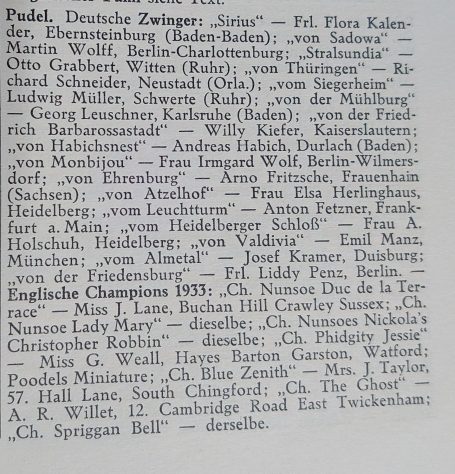 Pudel. Deutsche Zwinger: „Sirius“ — Frl. Flora Kalen-
der, Ebernsteinburg (Baden-Baden); „von Sadowa“ —
Martin Wolff, Berlin-Charlottenburg; „Stralsundia“ —
Otto Grabbert, Witten (Ruhr); „von Thüringen“ — Ri-
chard Schneider, Neustadt (Orla.); „vom Siegerheim“ —
Ludwig Müller, Schwerte (Ruhr); „von der Mühlburg“
— Georg Leuschner, Karlsruhe (Baden); „von der Fried-
rich Barbarossastadt“ — Willy Kiefer, Kaiserslautern;
„von Habichsnest“ — Andreas Habich, Durlach (Baden);
„von Monbijou“ — Frau Irmgard Wolf, Berlin-Wilmers-
dorf; „von Ehrenburg“ — Arno Fritzsche, Frauenhain
(Sachsen); „von Atzelhof“ — Frau Elsa Herlinghaus,
Heidelberg; „vom Leuchtturm“ — Anton Fetzner, Frank-
furt a. Main; „vom Heidelberger Schloß“ — Frau A.
Holschuh, Heidelberg; „von Valdivia“ — Emil Manz,
München; „vom Almetal“ — Josef Kramer, Duisburg;
„von der Friedensburg“ — Frl. Liddy Penz, Berlin. —
Englische Champions 1933: „Ch. Nunsoe Duc de la Ter-
race“ — Miss J. Lane, Buchan Hill Crawley Sussex; „Ch.
Nunsoe Lady Mary“ — dieselbe; „Ch. Nunsoes Nickola's
Christopher Robbin“ — dieselbe; „Ch. Phidgity Jessie“
— Miss G. Weall, Hayes Barton Garston, Watford;
Poodels Miniature; „Ch. Blue Zenith“ — Mrs. J. Taylor,
57. Hall Lane, South Chingford; „Ch. The Ghost“ —
A. R. Willet, 12. Cambridge Road East Twickenham;
„Ch. Spriggan Bell“ — derselbe.